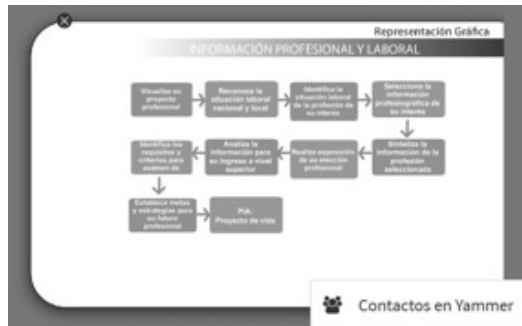 Representación Gráfica
INFORMACIÓN PROFESIONAL Y LABORAL
Visualiza su
proyecto
profesional
Reconoce la
situación laboral
nacional y local
Identifica la
situación laboral
de la profesión de
su interés
Selecciona la
información
profesiográfica de
su interés
Sintetiza la
información de la
profesión
seleccionada
Realiza exposición
de su elección
profesional
Analiza la
información para
su ingreso a nivel
superior
Identifica los
requisitos y
criterios para
exámen de
Establece metas
y estrategias para
su futuro
profesional
PIA:
Proyecto de vida
Contactos en Yammer